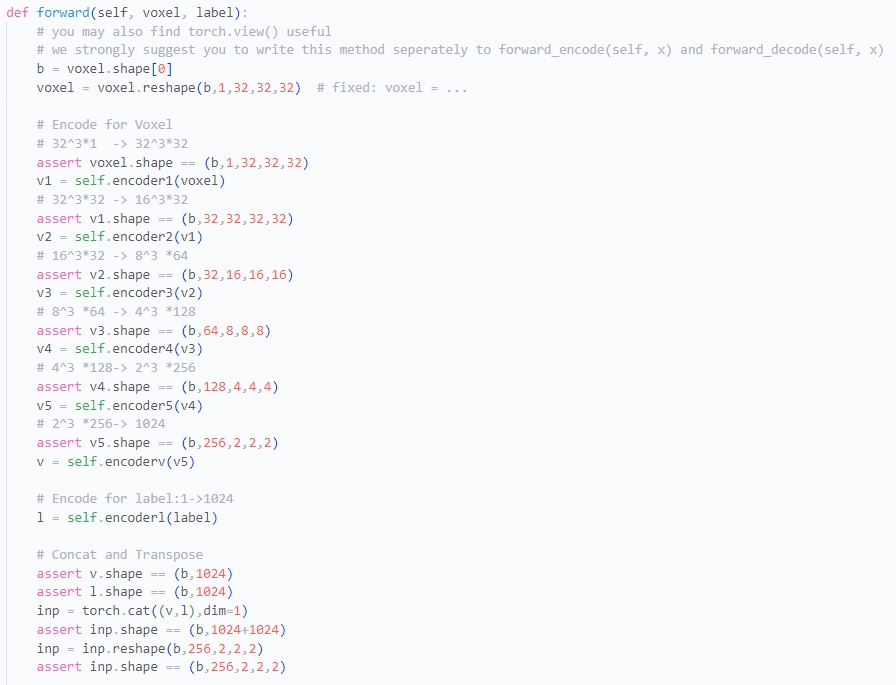 def forward(self, voxel, label):
# you may also find torch.view() useful
# we strongly suggest you to write this method seperately to forward_encode(self, x) and forward_decode(self, x)
b = voxel.shape[0]
voxel = voxel.reshape(b,1,32,32,32)  # fixed: voxel = ...
# Encode for Voxel
# 32^3*1  -> 32^3*32
assert voxel.shape == (b,1,32,32,32)
v1 = self.encoder1(voxel)
# 32^3*32 -> 16^3*32
assert v1.shape == (b,32,32,32,32)
v2 = self.encoder2(v1)
# 16^3*32 -> 8^3 *64
assert v2.shape == (b,32,16,16,16)
v3 = self.encoder3(v2)
# 8^3 *64 -> 4^3 *128
assert v3.shape == (b,64,8,8,8)
v4 = self.encoder4(v3)
# 4^3 *128-> 2^3 *256
assert v4.shape == (b,128,4,4,4)
v5 = self.encoder5(v4)
# 2^3 *256-> 1024
assert v5.shape == (b,256,2,2,2)
v = self.encoderv(v5)
# Encode for label:1->1024
l = self.encoderl(label)
# Concat and Transpose
assert v.shape == (b,1024)
assert l.shape == (b,1024)
inp = torch.cat((v,l),dim=1)
assert inp.shape == (b,1024+1024)
inp = inp.reshape(b,256,2,2,2)
assert inp.shape == (b,256,2,2,2)